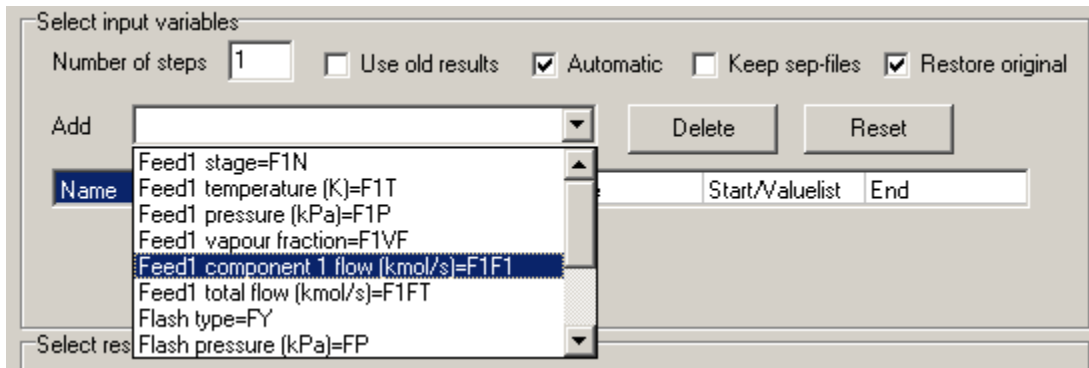 Select input variables
Number of steps 1 Use old results Automatic Keep sep-files Restore original
Add Delete Reset
Feed1 stage=F1N
Name Feed1 temperature (K)=F1T Start/Valuelist End
Feed1 pressure (kPa)=F1P
Feed1 vapour fraction=F1VF
Feed1 component 1 flow (kmol/s)=F1F1
Feed1 total flow (kmol/s)=F1FT
Flash type=FY
Select res Flash pressure (kPa)=FP